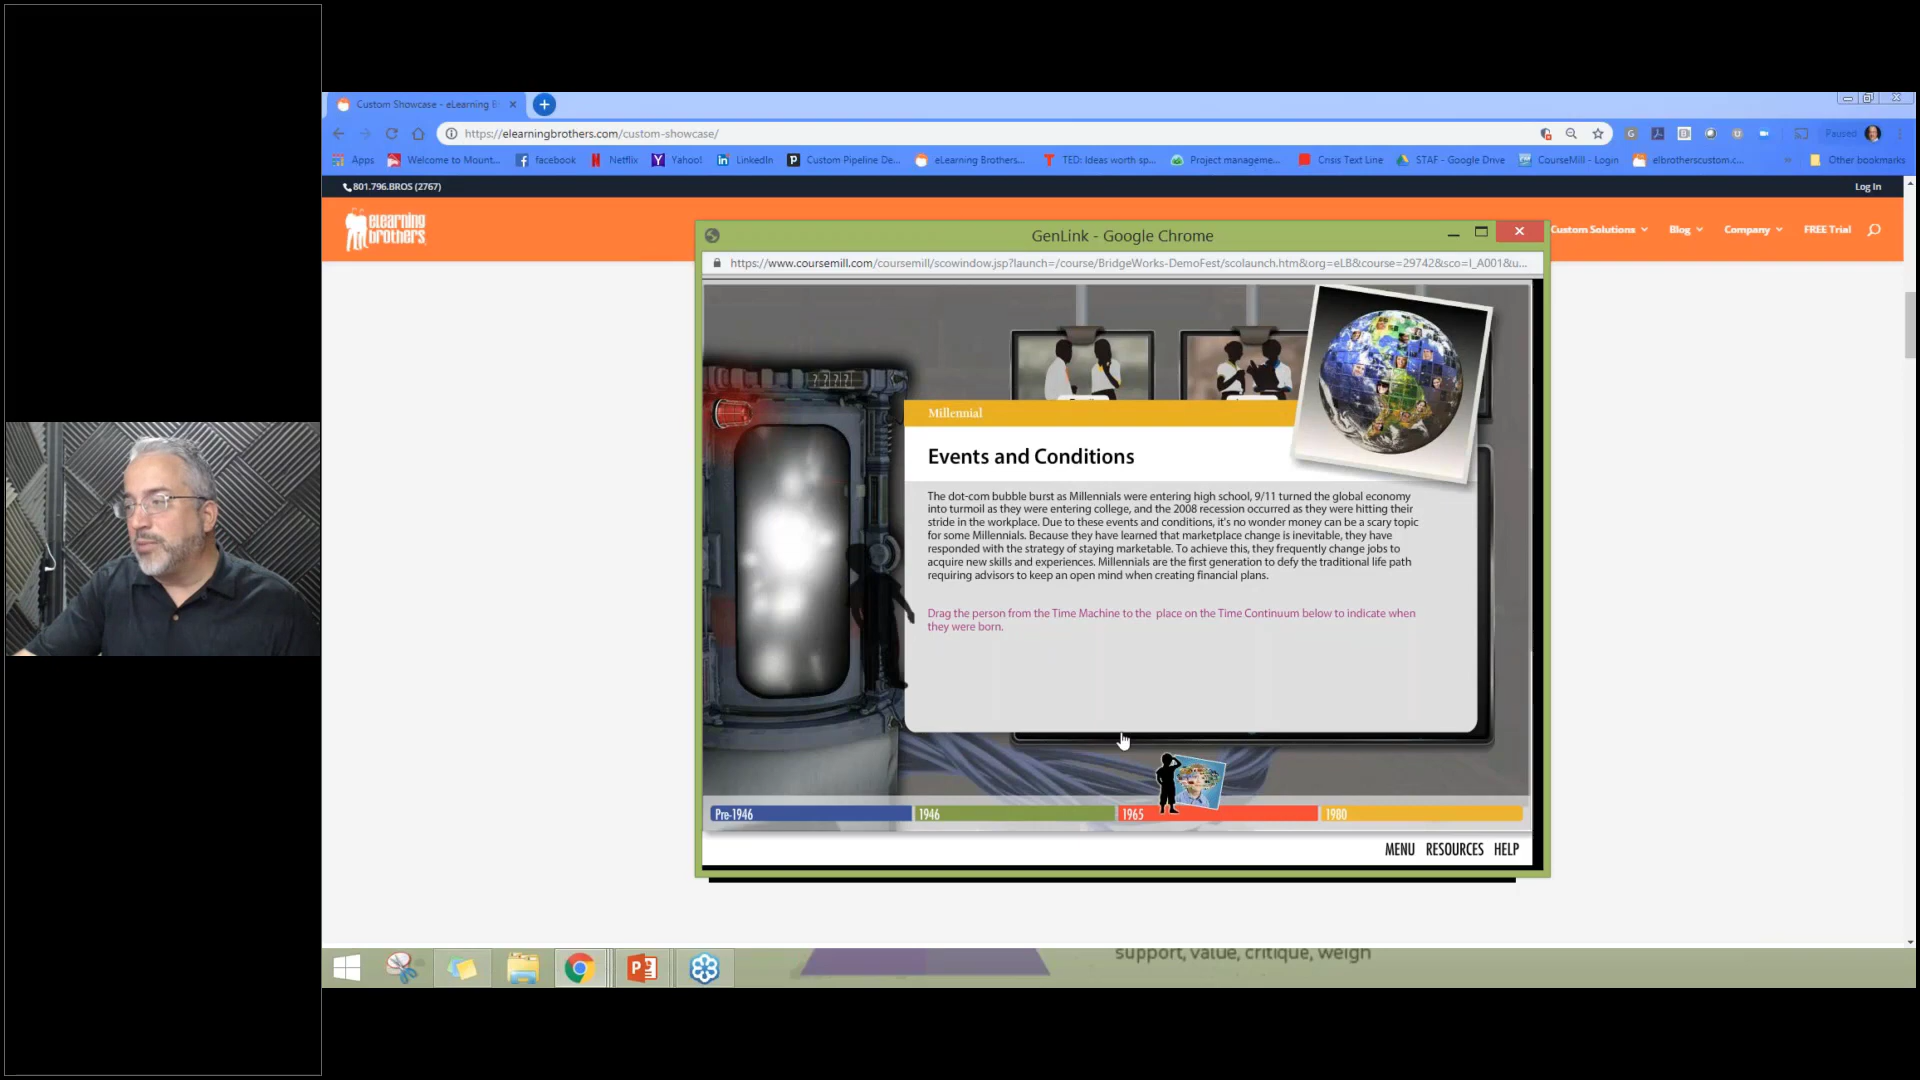 Custom Showcase - eLearning B
https://elearningbrothers.com/custom-showcase/
Paused
Apps
Welcome to Mount...
facebook
Netflix
Yahoo!
LinkedIn
Custom Pipeline De...
eLearning Brothers...
TED: Ideas worth sp...
Project manageme...
Crisis Text Line
STAF - Google Drive
CourseMill - Login
elbrotherscustom.c...
»
Other bookmarks
801.796.BROS (2767)
Log In
eLearning
brothers
Custom Solutions
Blog
Company
FREE Trial
GenLink - Google Chrome
https://www.coursemill.com/coursemill/scowindow.jsp?launch=/course/BridgeWorks-DemoFest/scolaunch.htm&org=eLB&course=29742&sco=I_A001&u...
????
Millennial
Events and Conditions
The dot-com bubble burst as Millennials were entering high school, 9/11 turned the global economy
into turmoil as they were entering college, and the 2008 recession occurred as they were hitting their
stride in the workplace. Due to these events and conditions, it's no wonder money can be a scary topic
for some Millennials. Because they have learned that marketplace change is inevitable, they have
responded with the strategy of staying marketable. To achieve this, they frequently change jobs to
acquire new skills and experiences. Millennials are the first generation to defy the traditional life path
requiring advisors to keep an open mind when creating financial plans.
Drag the person from the Time Machine to the place on the Time Continuum below to indicate when
they were born.
Pre-1946
1946
1965
1980
MENU RESOURCES HELP
support, value, critique, weigh